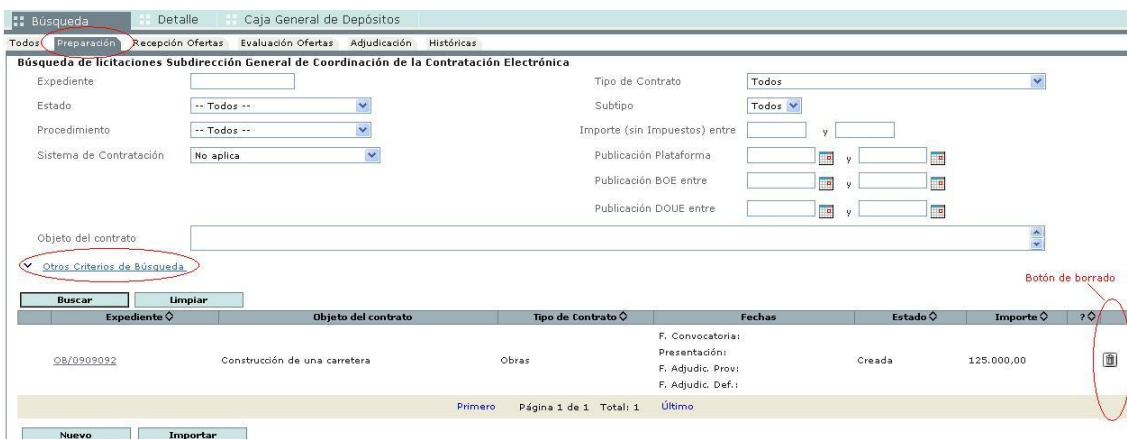 Búsqueda Detalle Caja General de Depósitos
Todos Preparación Recepción Ofertas Evaluación Ofertas Adjudicación Históricas
Búsqueda de licitaciones Subdirección General de Coordinación de la Contratación Electrónica
Expediente Tipo de Contrato Todos
Estado -- Todos -- Subtipo Todos
Procedimiento -- Todos -- Importe (sin Impuestos) entre y
Sistema de Contratación No aplica Publicación Plataforma y
Publicación BOE entre y
Publicación DOUE entre y
Objeto del contrato
Otros Criterios de Búsqueda
Botón de borrado
Buscar Limpiar
Expediente Objeto del contrato Tipo de Contrato Fechas Estado Importe ?
F. Convocatoria:
Presentación:
OB/0909092 Construcción de una carretera Obras Creada 125.000,00
F. Adjudic. Prov:
F. Adjudic. Def.:
Primero Página 1 de 1 Total: 1 Último
Nuevo Importar